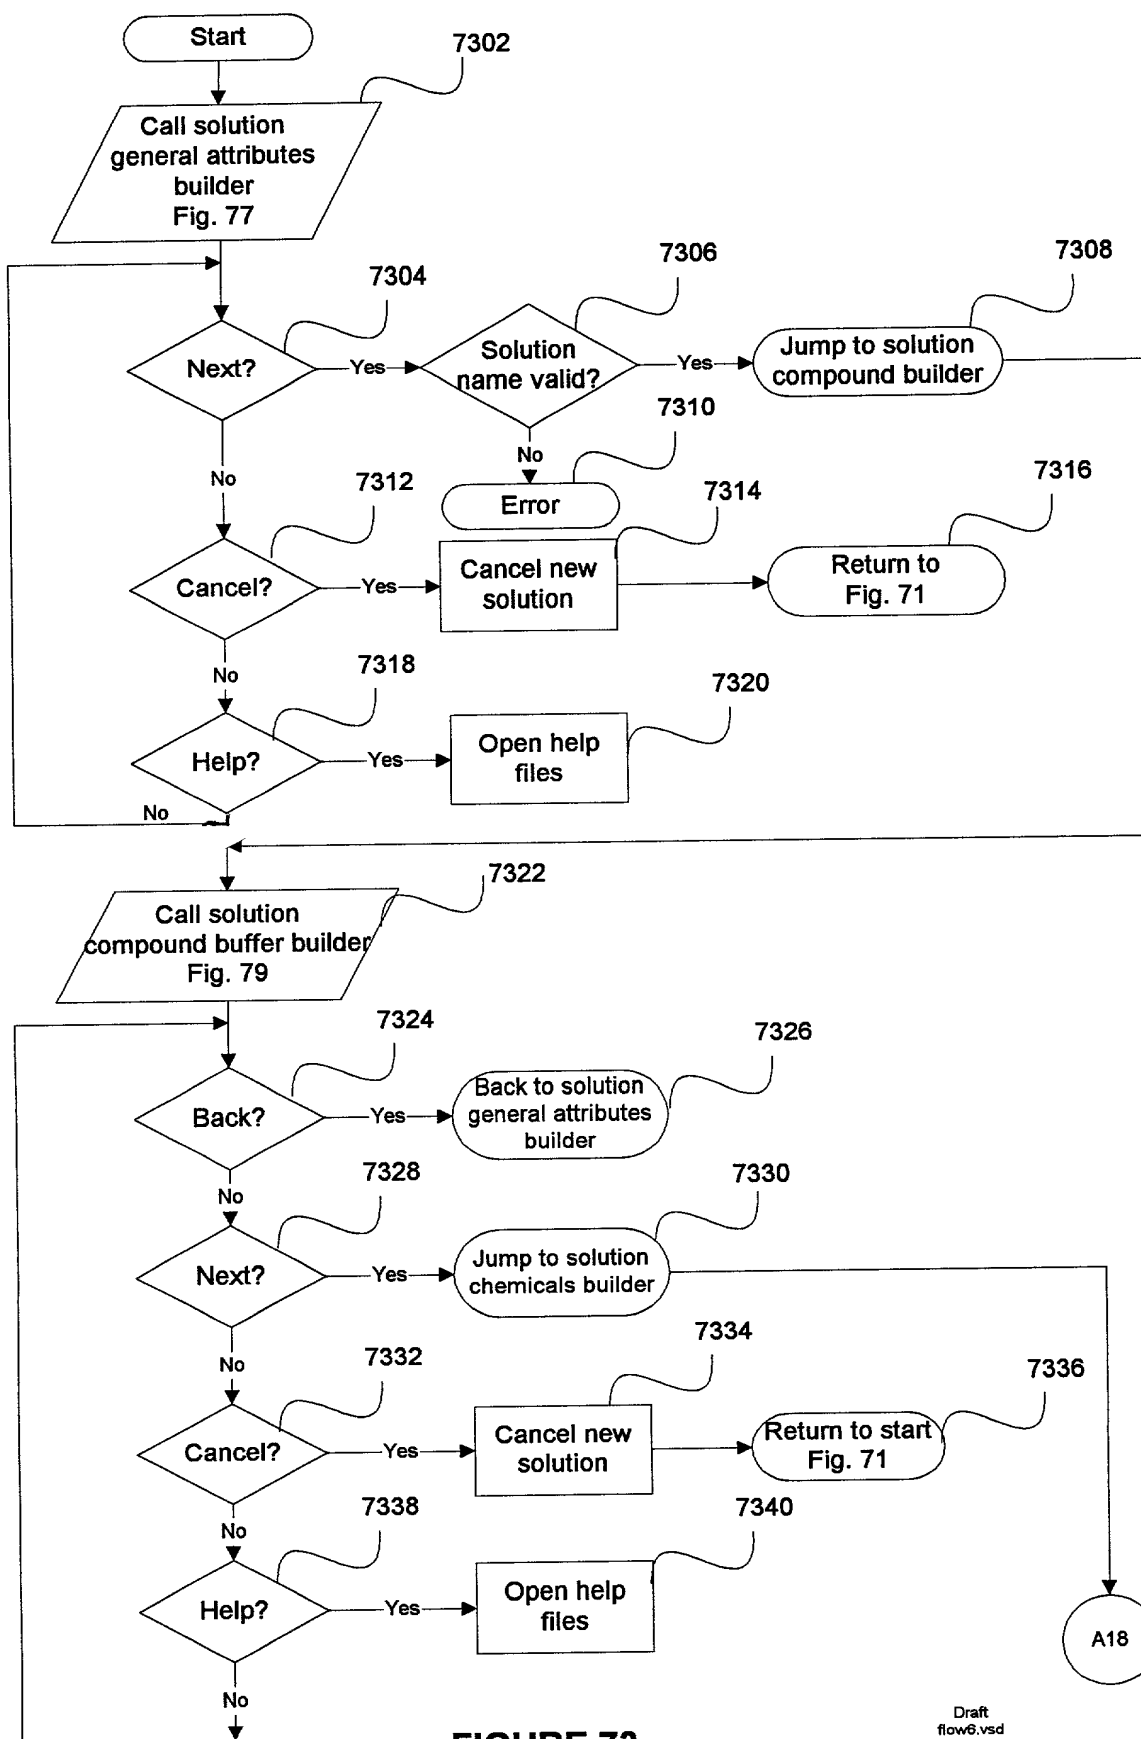 Start
7302
Call solution
general attributes
builder
Fig. 77
7304
7306
7308
Next?
Yes
Solution
name valid?
Yes
Jump to solution
compound builder
No
7310
No
Error
7312
7314
7316
Cancel?
Yes
Cancel new
solution
Return to
Fig. 71
No
7318
7320
Help?
Yes
Open help
files
No
7322
Call solution
compound buffer builder
Fig. 79
7324
7326
Back?
Yes
Back to solution
general attributes
builder
No
7328
7330
Next?
Yes
Jump to solution
chemicals builder
No
7332
7334
7336
Cancel?
Yes
Cancel new
solution
Return to start
Fig. 71
No
7338
7340
Help?
Yes
Open help
files
A18
No
Draft
flow6.vsd
FIGURE